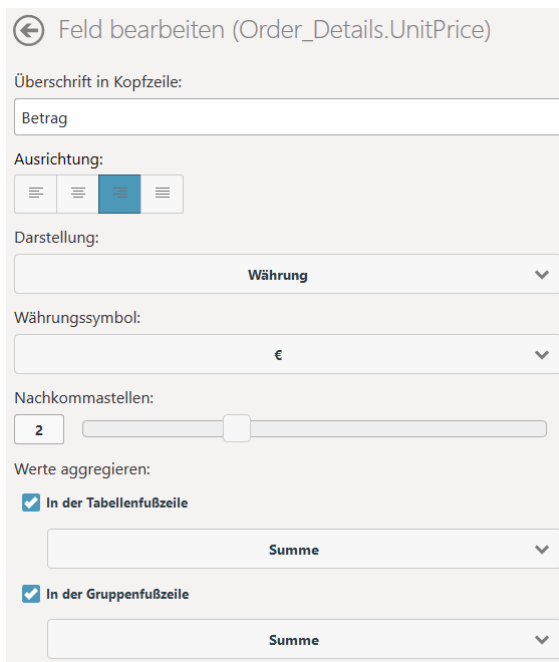 Feld bearbeiten (Order_Details.UnitPrice)
Überschrift in Kopfzeile:
Betrag
Ausrichtung:
Darstellung:
Währung
Währungssymbol:
€
Nachkommastellen:
2
Werte aggregieren:
In der Tabellenfußzeile
Summe
In der Gruppenfußzeile
Summe